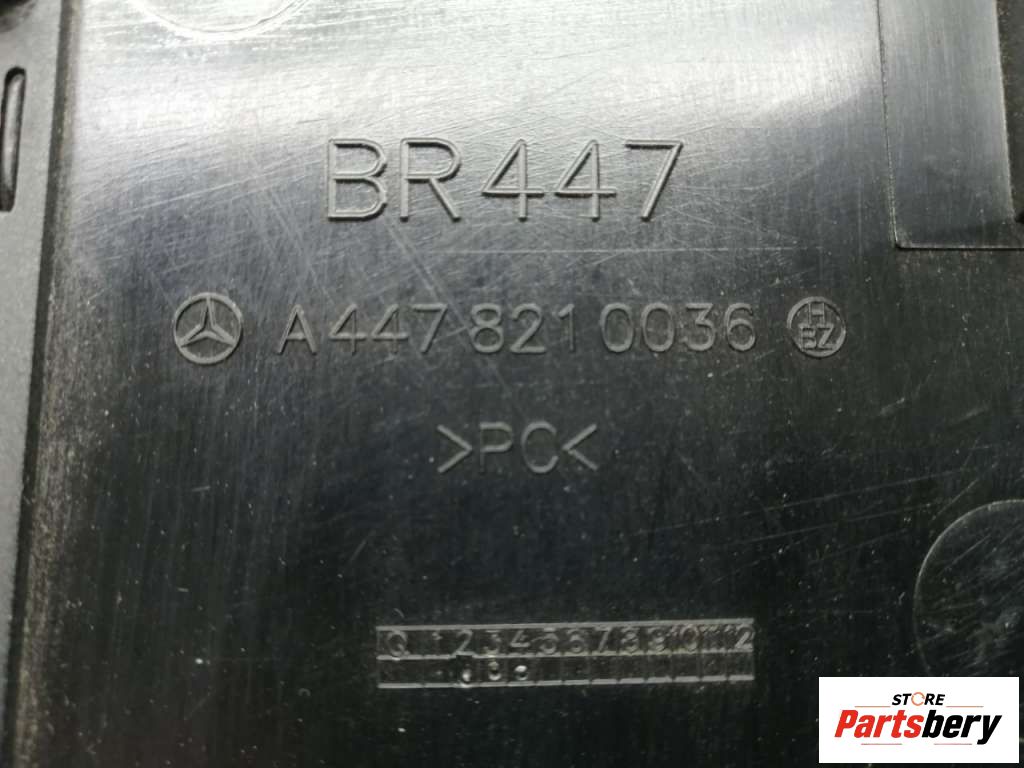 BR447
A 447 821 0036 HBZ
>PC<
Q 1 2 3 4 5 6 7 8 9 10 11 12
STORE
Partsbery